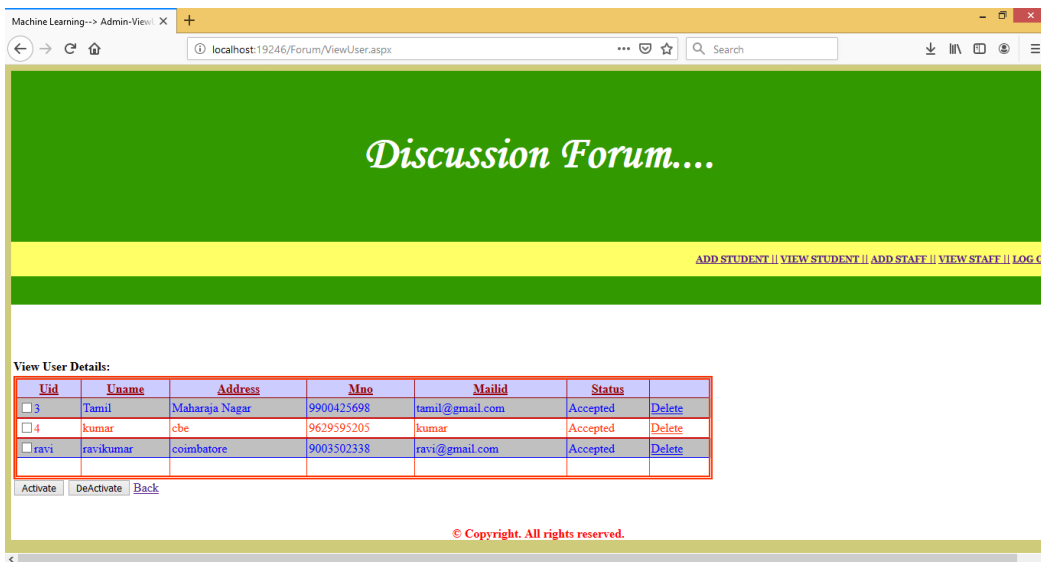 Machine Learning--> Admin-View
localhost:19246/Forum/ViewUser.aspx
Search
Discussion Forum....
ADD STUDENT || VIEW STUDENT || ADD STAFF || VIEW STAFF || LOG
View User Details:
Uid Uname Address Mno Mailid Status
3 Tamil Maharaja Nagar 9900425698 tamil@gmail.com Accepted Delete
4 kumar cbe 9629595205 kumar Accepted Delete
ravi ravikumar coimbatore 9003502338 ravi@gmail.com Accepted Delete
Activate DeActivate Back
© Copyright. All rights reserved.